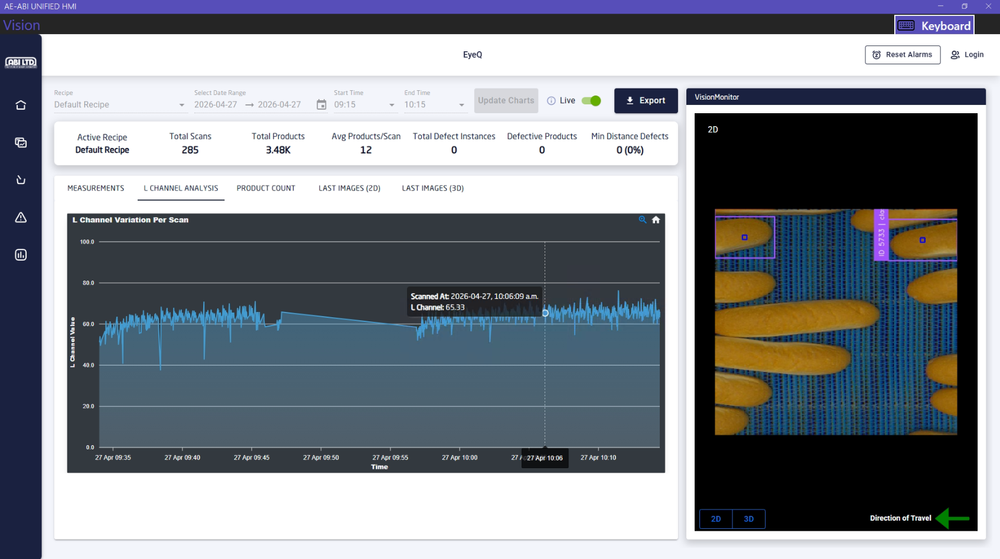 AE-ABI UNIFIED HMI
Vision
Keyboard
ABI LTD.
EyeQ
Reset Alarms
Login
Recipe
Default Recipe
Select Date Range
2026-04-27 → 2026-04-27
Start Time
09:15
End Time
10:15
Update Charts
Live
Export
Active Recipe
Default Recipe
Total Scans
285
Total Products
3.48K
Avg Products/Scan
12
Total Defect Instances
0
Defective Products
0
Min Distance Defects
0 (0%)
MEASUREMENTS
L CHANNEL ANALYSIS
PRODUCT COUNT
LAST IMAGES (2D)
LAST IMAGES (3D)
L Channel Variation Per Scan
100.0
80.0
60.0
40.0
20.0
0.0
L Channel Value
Scanned At: 2026-04-27, 10:06:09 a.m.
L Channel: 65.33
27 Apr 09:35
27 Apr 09:40
27 Apr 09:45
27 Apr 09:50
27 Apr 09:55
27 Apr 10:00
27 Apr 10:06
27 Apr 10:10
Time
VisionMonitor
2D
ID 5733 | cla
2D
3D
Direction of Travel